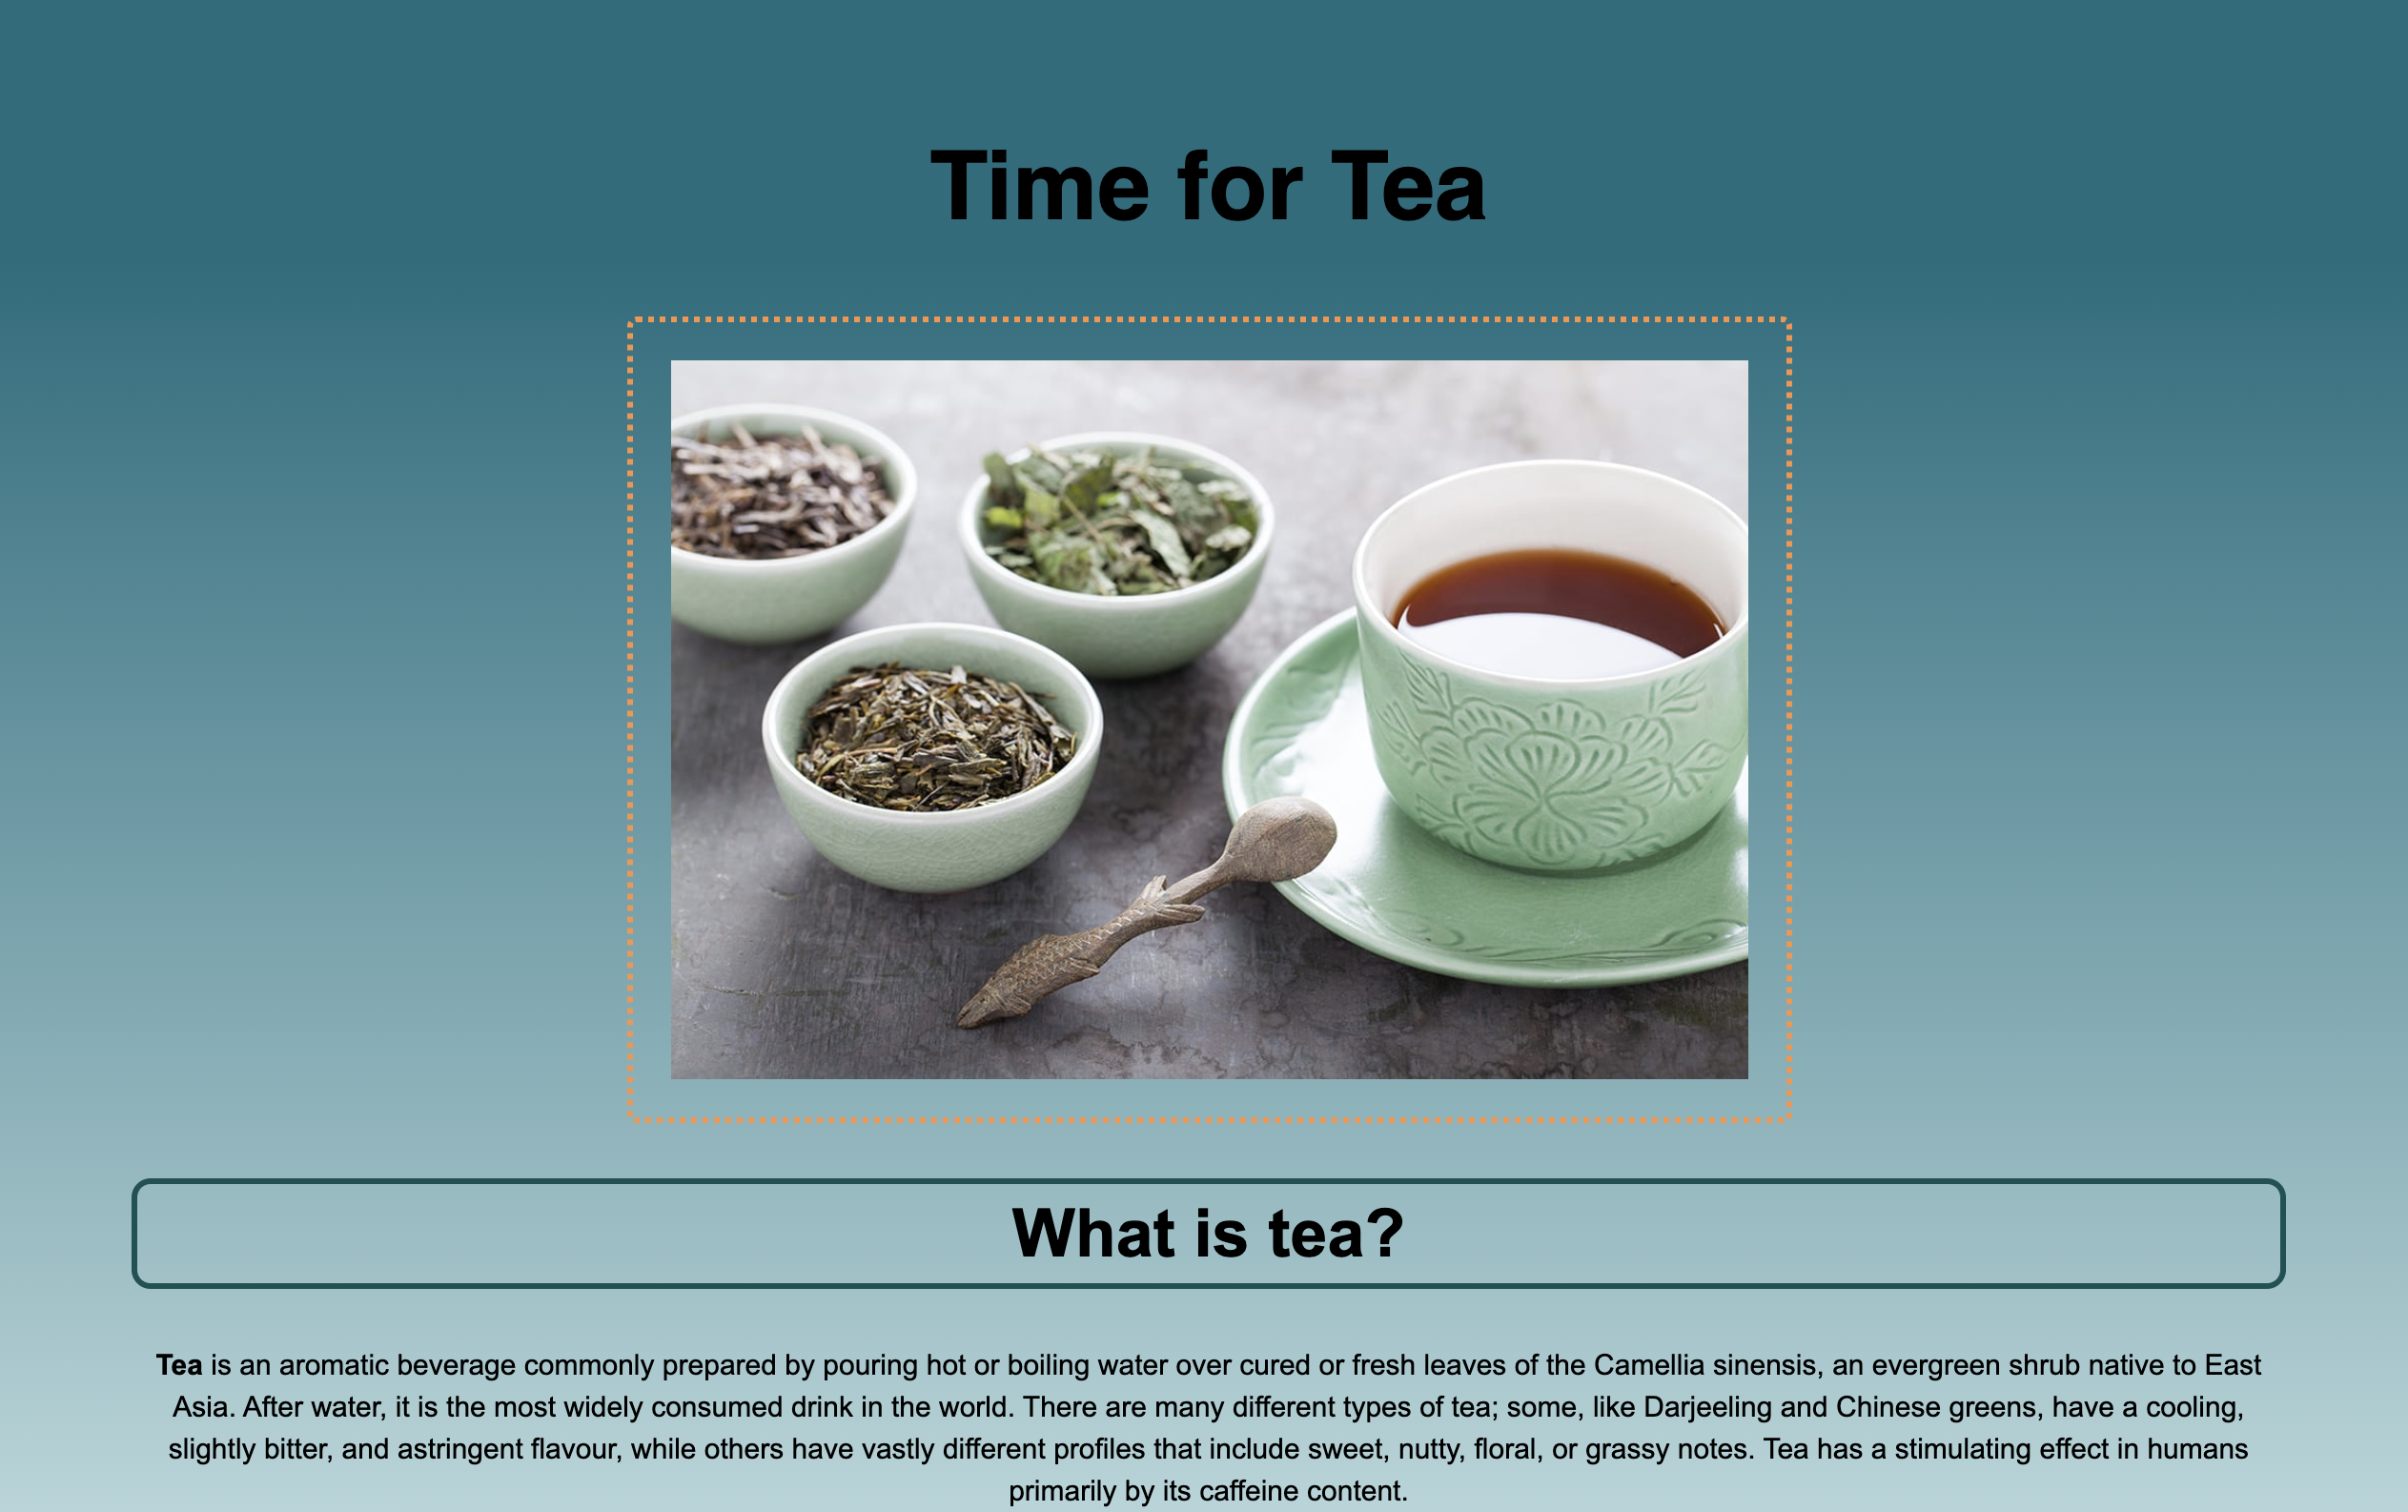 Time for Tea
What is tea?
Tea is an aromatic beverage commonly prepared by pouring hot or boiling water over cured or fresh leaves of the Camellia sinensis, an evergreen shrub native to East
Asia. After water, it is the most widely consumed drink in the world. There are many different types of tea; some, like Darjeeling and Chinese greens, have a cooling,
slightly bitter, and astringent flavour, while others have vastly different profiles that include sweet, nutty, floral, or grassy notes. Tea has a stimulating effect in humans
primarily by its caffeine content.